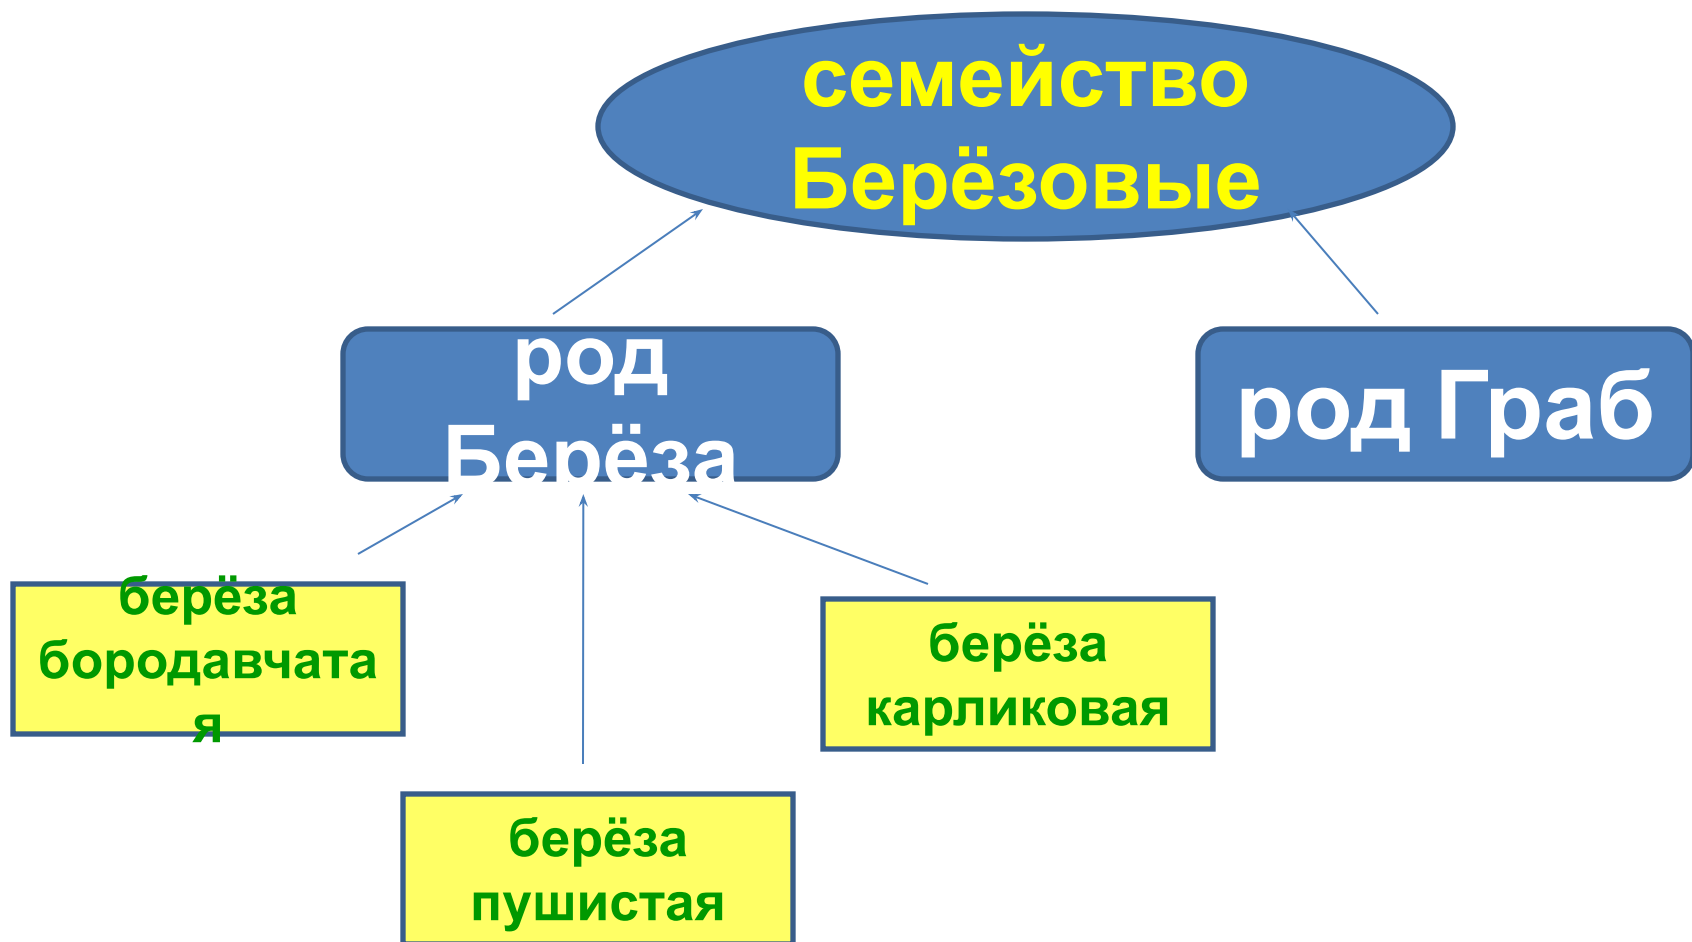 семейство
Берёзовые
род
Берёза
род Граб
берёза
бородавчата
я
берёза
карликовая
берёза
пушистая